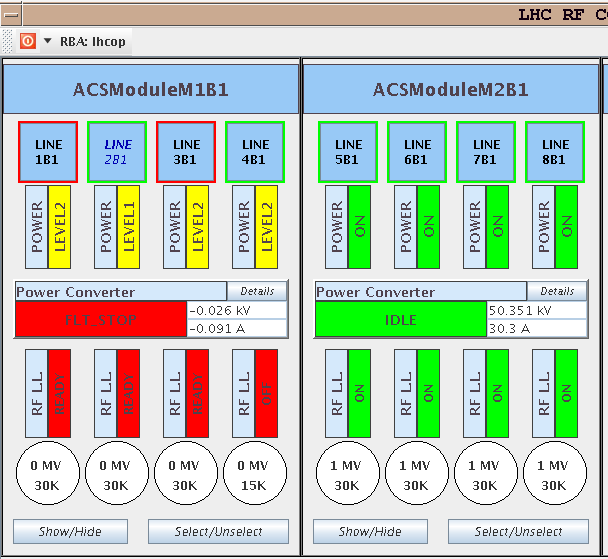 LHC RF CO
RBA: lhcop
ACSModuleM1B1
LINE 1B1
LINE 2B1
LINE 3B1
LINE 4B1
POWER LEVEL2
POWER LEVEL1
POWER LEVEL2
POWER LEVEL2
Power Converter Details
FLT_STOP
-0.026 kV
-0.091 A
RF LL READY
RF LL READY
RF LL READY
RF LL OFF
0 MV 30K
0 MV 30K
0 MV 30K
0 MV 15K
Show/Hide Select/Unselect
ACSModuleM2B1
LINE 5B1
LINE 6B1
LINE 7B1
LINE 8B1
POWER ON
POWER ON
POWER ON
POWER ON
Power Converter Details
IDLE
50.351 kV
30.3 A
RF LL ON
RF LL ON
RF LL ON
RF LL ON
1 MV 30K
1 MV 30K
1 MV 30K
1 MV 30K
Show/Hide Select/Unselect